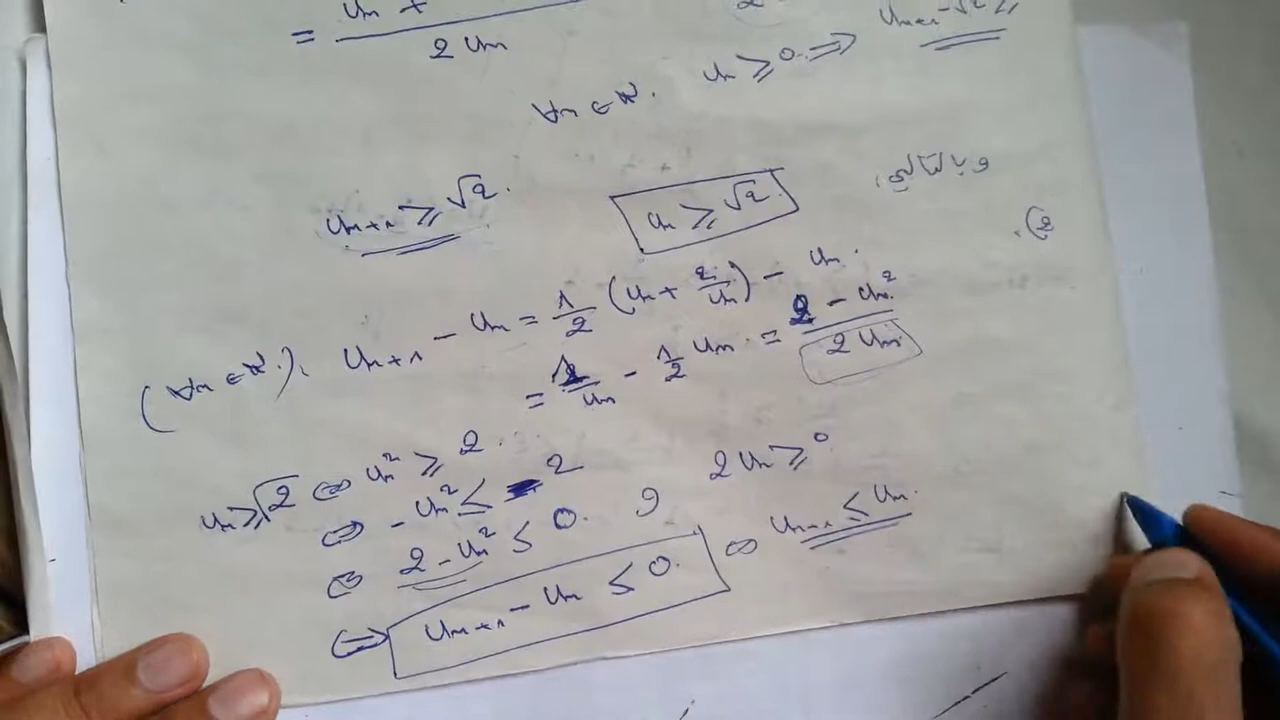 = (uₙ + / 2uₙ
∀n ∈ ℕ. uₙ ≥ 0. ⟹ uₙ₊₁ - √2 ≥
uₙ₊₁ ≥ √2. uₙ ≥ √2.
2).
(∀n ∈ ℕ). uₙ₊₁ - uₙ = 1/2 (uₙ + 2/uₙ) - uₙ.
= 1/uₙ - 1/2 uₙ. = (2 - uₙ²) / 2uₙ.
uₙ ≥ √2 ⇔ uₙ² ≥ 2.
⇔ -uₙ² ≤ - 2
⇔ 2 - uₙ² ≤ 0. و 2uₙ ≥ 0
⇔ uₙ₊₁ - uₙ ≤ 0. ⇔ uₙ₊₁ ≤ uₙ.